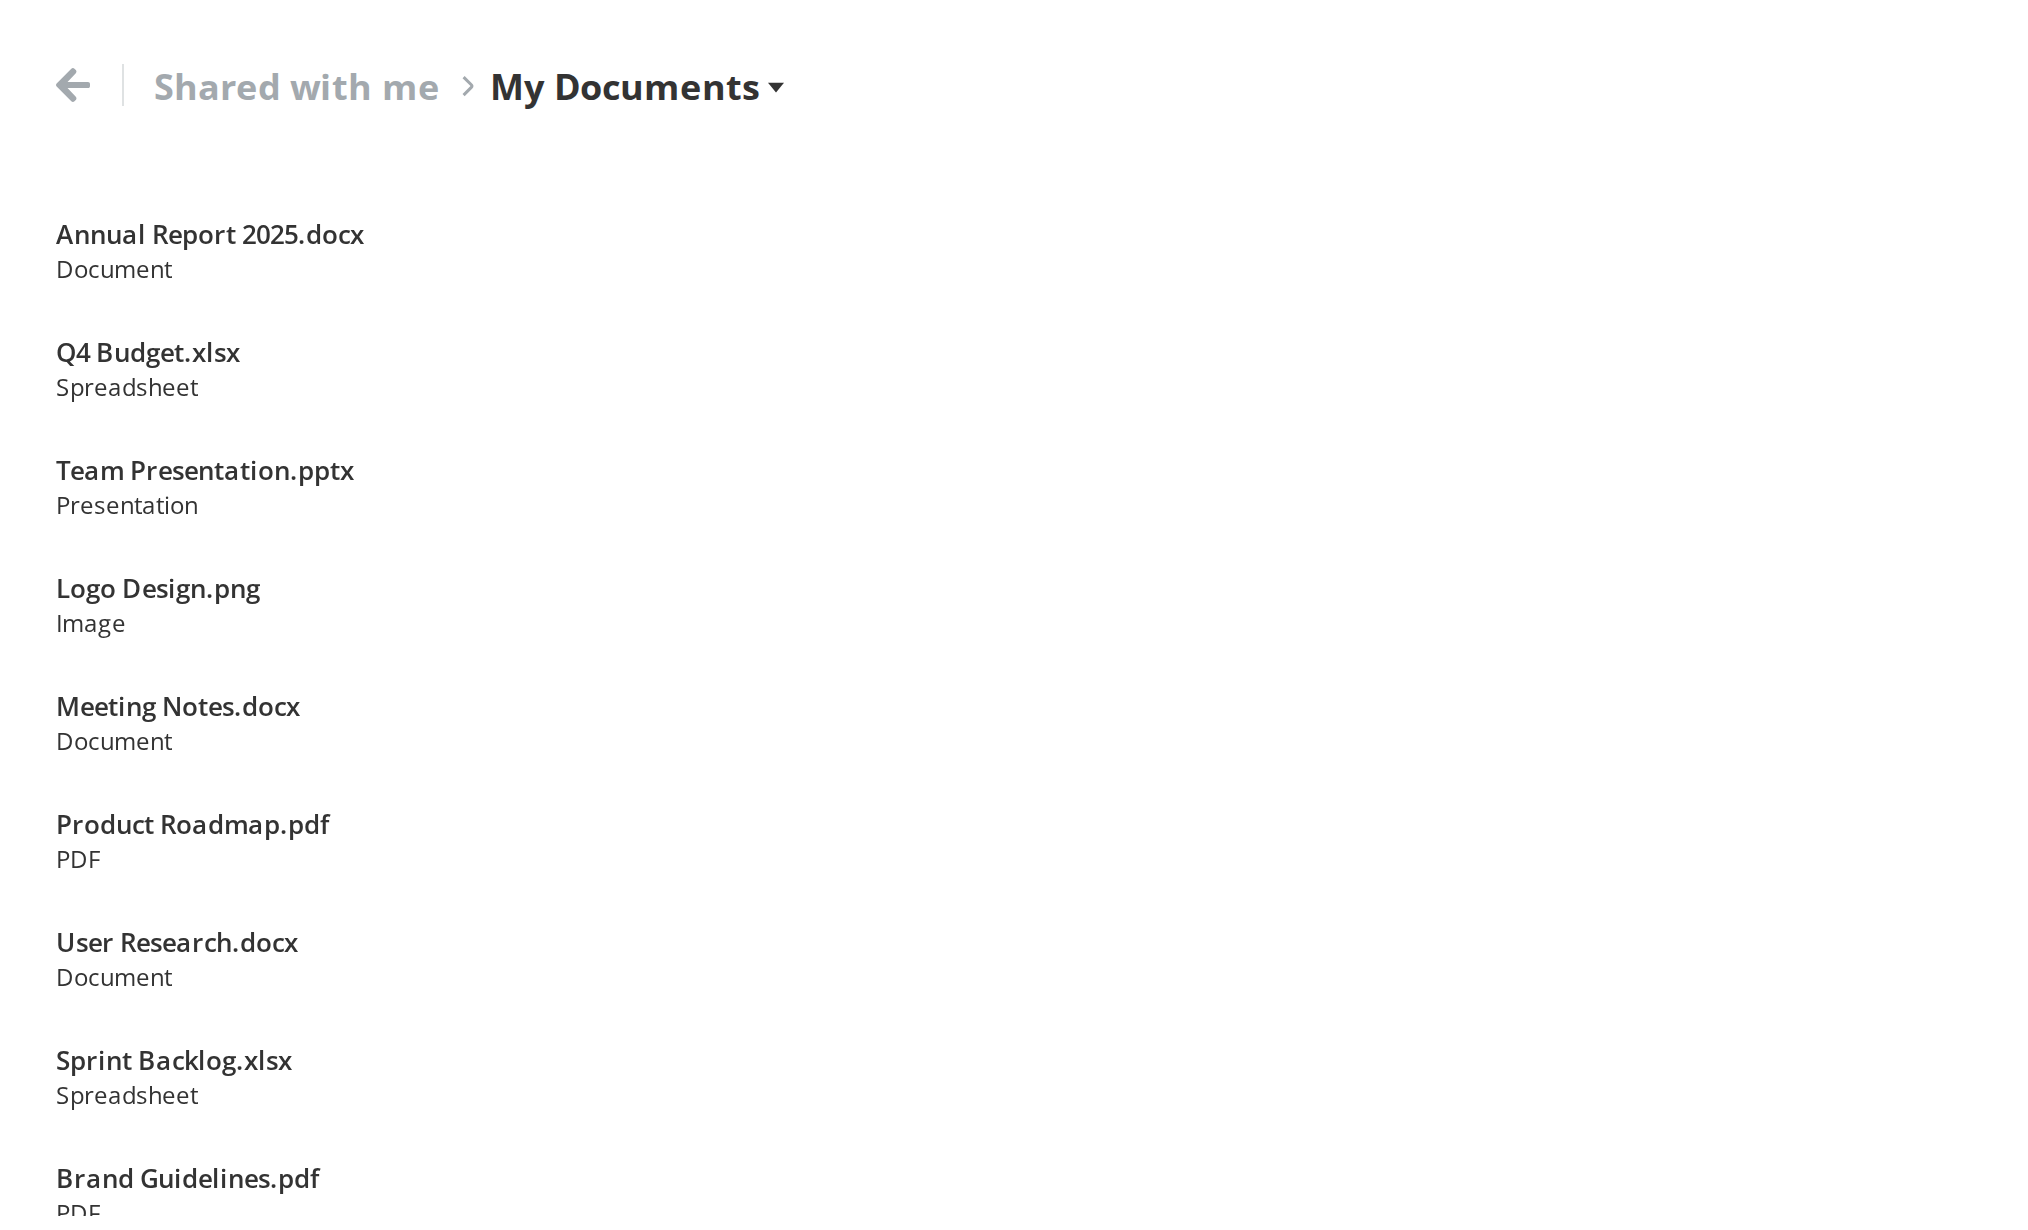 Shared with me > My Documents
Annual Report 2025.docx
Document
Q4 Budget.xlsx
Spreadsheet
Team Presentation.pptx
Presentation
Logo Design.png
Image
Meeting Notes.docx
Document
Product Roadmap.pdf
PDF
User Research.docx
Document
Sprint Backlog.xlsx
Spreadsheet
Brand Guidelines.pdf
PDF